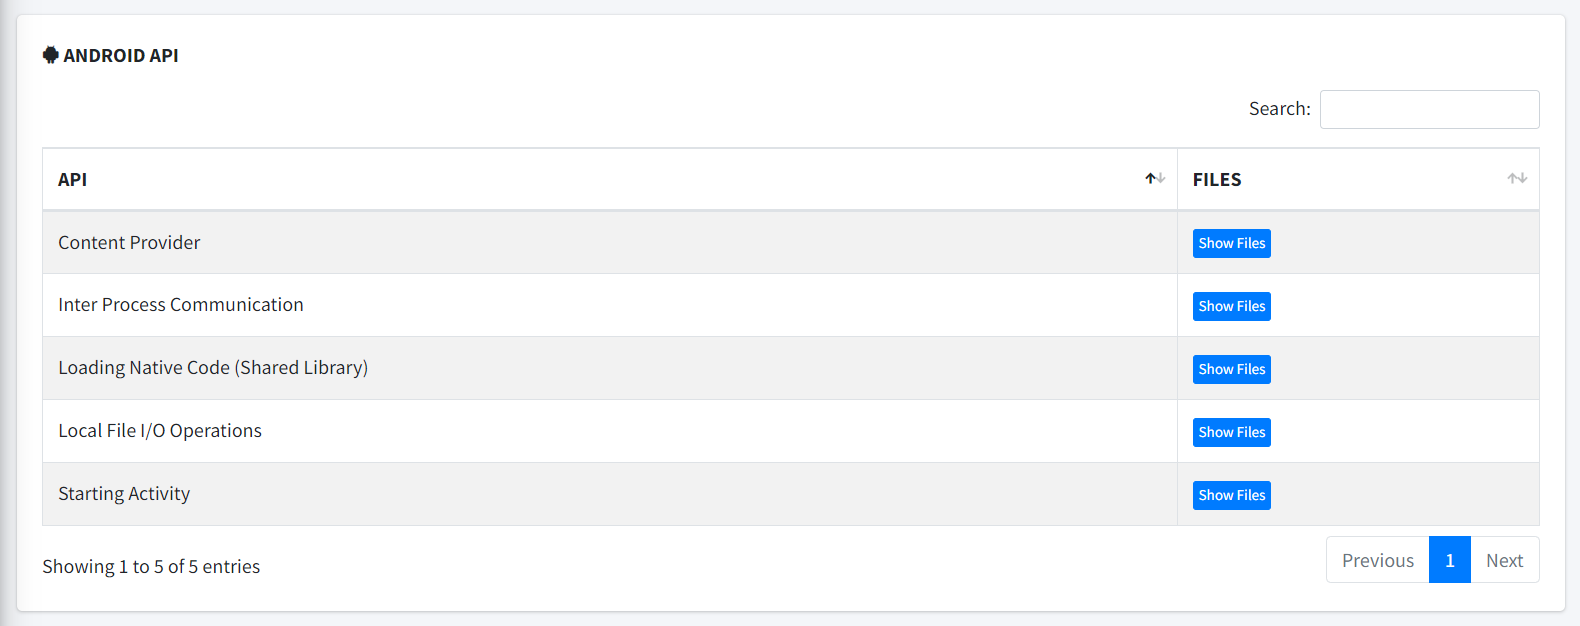 ANDROID API
Search:
API FILES
Content Provider Show Files
Inter Process Communication Show Files
Loading Native Code (Shared Library) Show Files
Local File I/O Operations Show Files
Starting Activity Show Files
Showing 1 to 5 of 5 entries Previous 1 Next